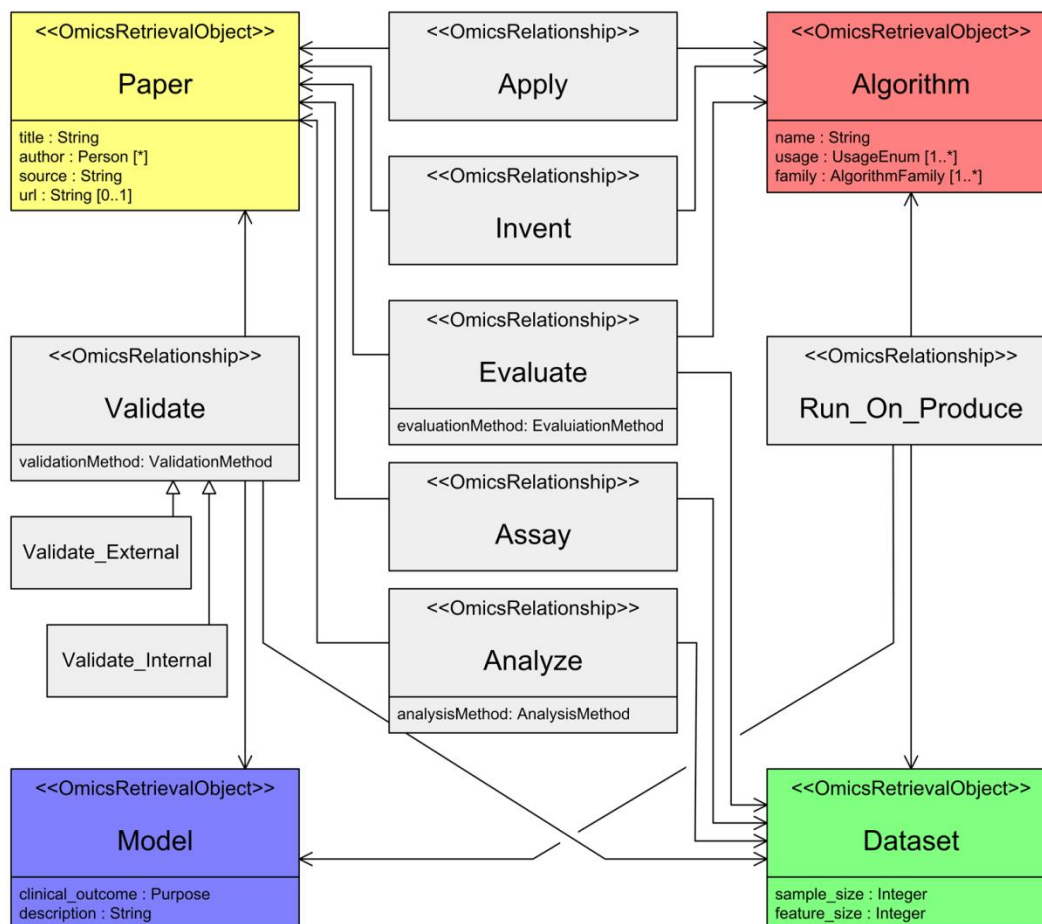 <<OmicsRetrievalObject>>
Paper
title : String
author : Person [*]
source : String
url : String [0..1]
<<OmicsRelationship>>
Apply
<<OmicsRetrievalObject>>
Algorithm
name : String
usage : UsageEnum [1..*]
family : AlgorithmFamily [1..*]
<<OmicsRelationship>>
Invent
<<OmicsRelationship>>
Validate
validationMethod: ValidationMethod
<<OmicsRelationship>>
Evaluate
evaluationMethod: EvaluiationMethod
<<OmicsRelationship>>
Run_On_Produce
<<OmicsRelationship>>
Assay
Validate_External
Validate_Internal
<<OmicsRelationship>>
Analyze
analysisMethod: AnalysisMethod
<<OmicsRetrievalObject>>
Model
clinical_outcome : Purpose
description : String
<<OmicsRetrievalObject>>
Dataset
sample_size : Integer
feature_size : Integer